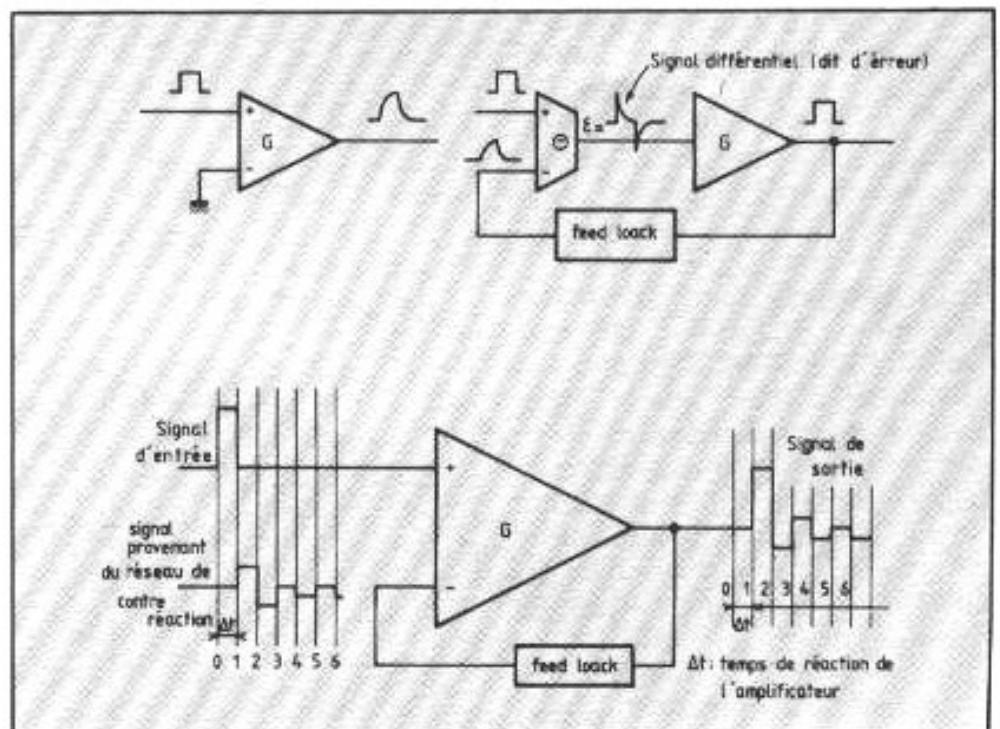 Signal différentiel (dit d'érreur)
+
G
-
+
-
⊖
ε=
G
feed loack
Signal
d'entrée
signal
provenant
du réseau de
contre
réaction
Δt
0 1 2 3 4 5 6
+
G
-
feed loack
Signal de
sortie
0 1 2 3 4 5 6
Δt
Δt: temps de réaction de
l'amplificateur